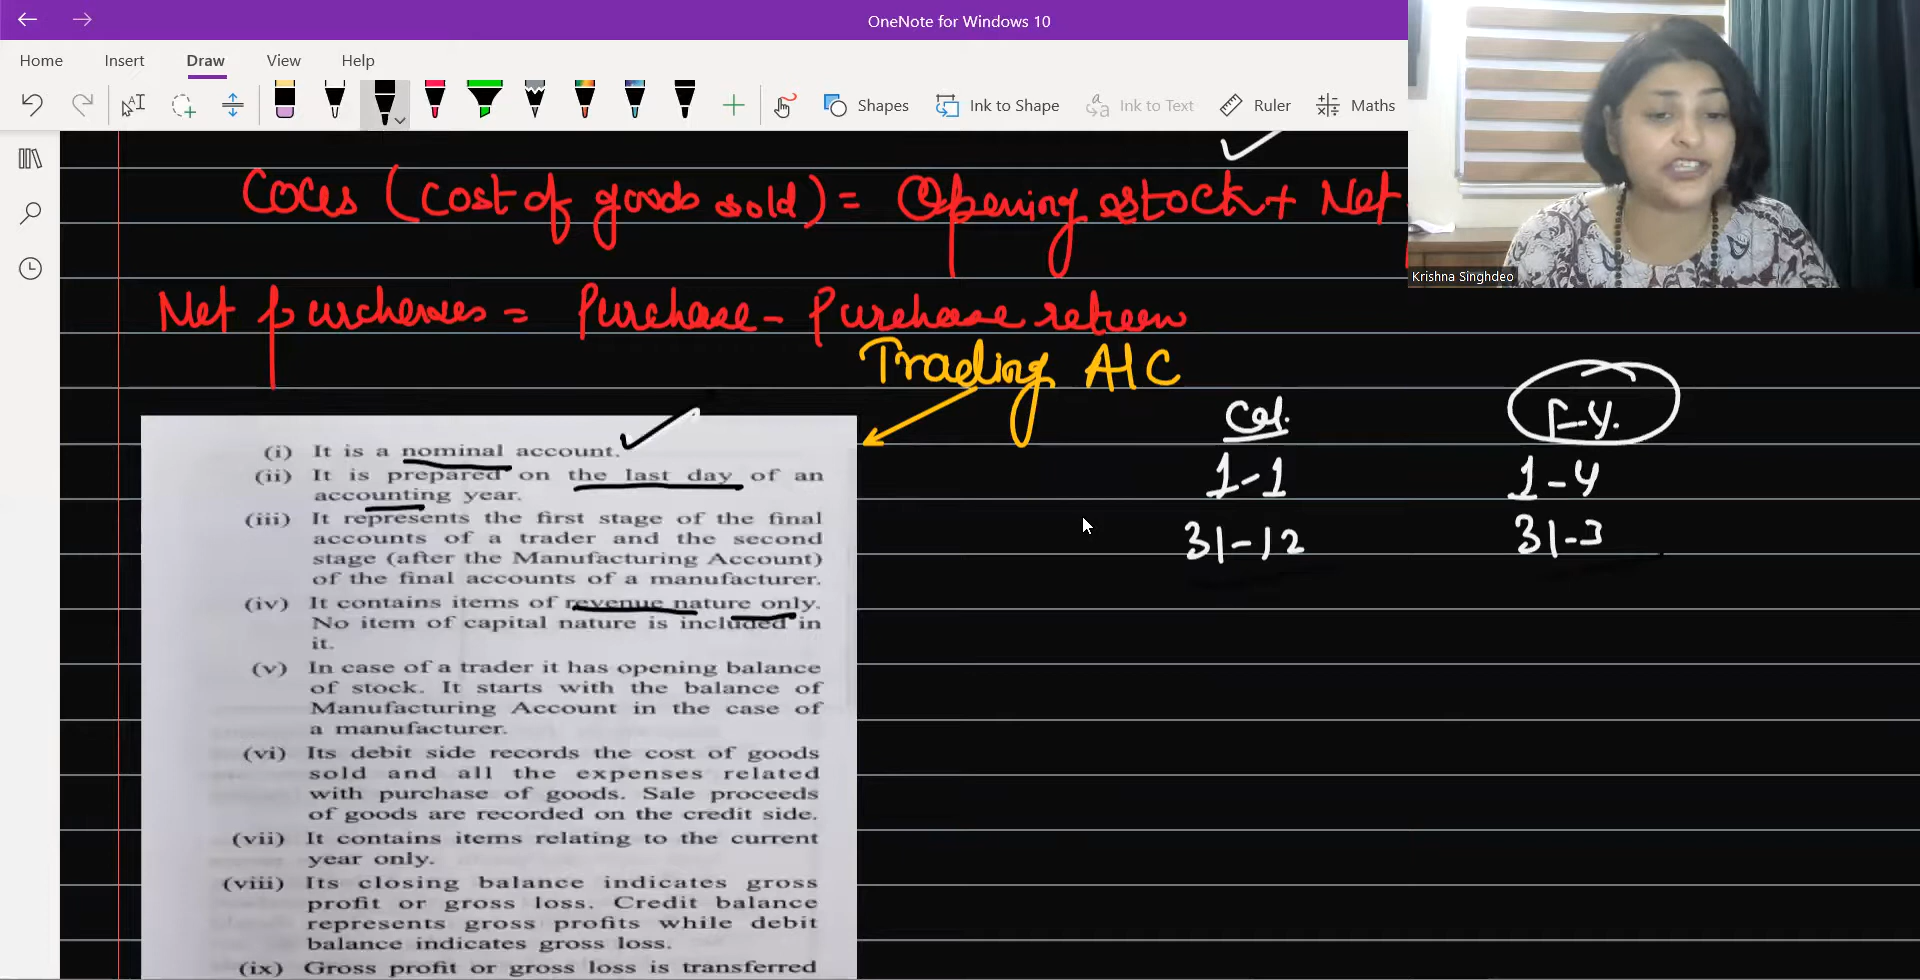 OneNote for Windows 10
Home Insert Draw View Help
Shapes Ink to Shape Ink to Text Ruler Maths
COGS (cost of goods sold) = Opening stock + Net
Krishna Singhdeo
Net purchases = Purchase - Purchase return
Trading A/C
Cal. F-Y.
1-1 1-4
31-12 31-3
(i) It is a nominal account.
(ii) It is prepared on the last day of an
accounting year.
(iii) It represents the first stage of the final
accounts of a trader and the second
stage (after the Manufacturing Account)
of the final accounts of a manufacturer.
(iv) It contains items of revenue nature only.
No item of capital nature is included in
it.
(v) In case of a trader it has opening balance
of stock. It starts with the balance of
Manufacturing Account in the case of
a manufacturer.
(vi) Its debit side records the cost of goods
sold and all the expenses related
with purchase of goods. Sale proceeds
of goods are recorded on the credit side.
(vii) It contains items relating to the current
year only.
(viii) Its closing balance indicates gross
profit or gross loss. Credit balance
represents gross profits while debit
balance indicates gross loss.
(ix) Gross profit or gross loss is transferred